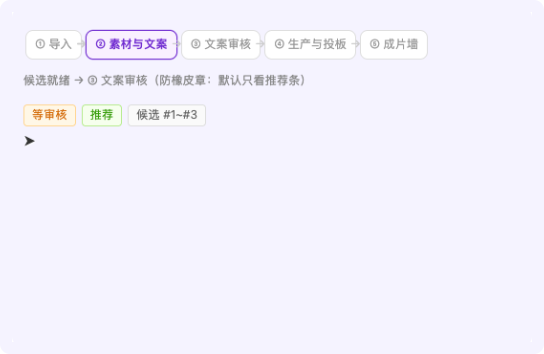 ① 导入 → ② 素材与文案 → ③ 文案审核 → ④ 生产与投板 → ⑤ 成片墙
候选就绪 → ③ 文案审核（防橡皮章：默认只看推荐条）
等审核 推荐 候选 #1~#3
➤